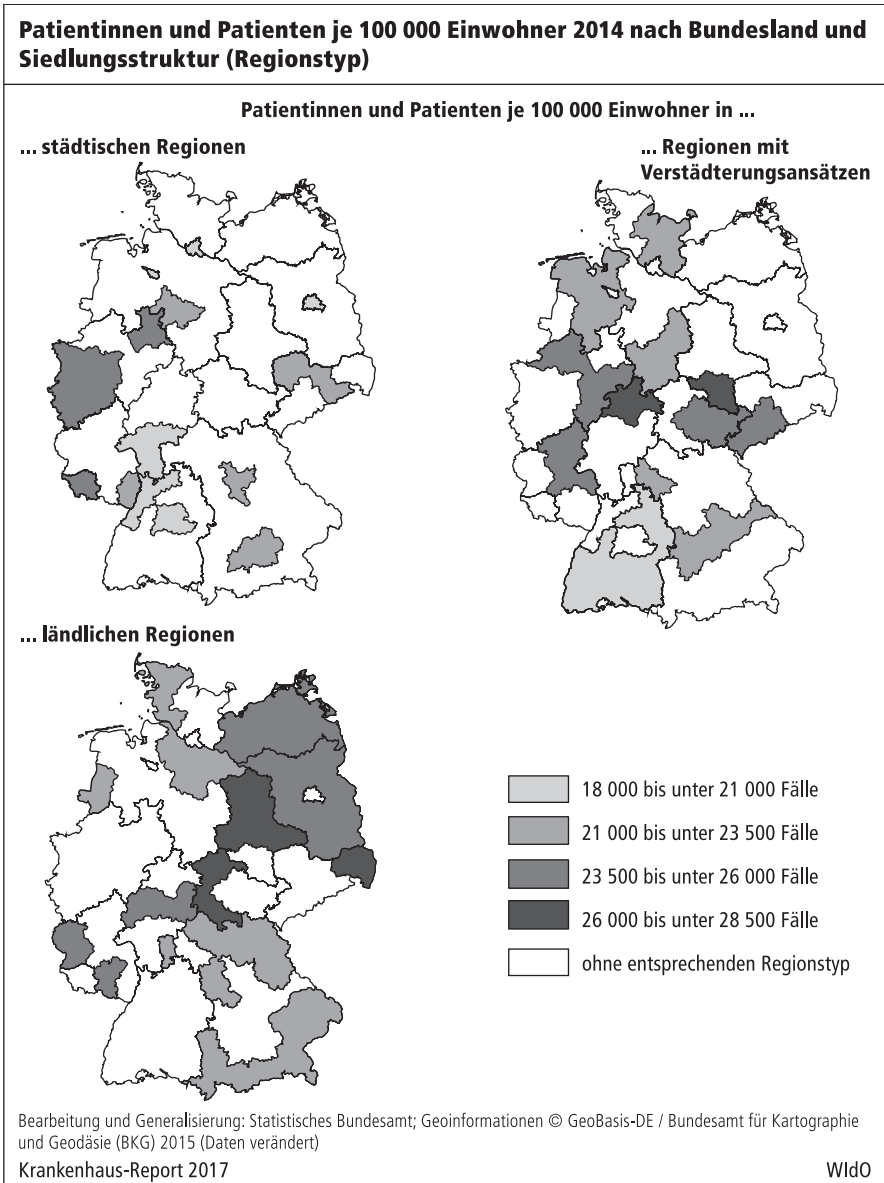 Patientinnen und Patienten je 100 000 Einwohner 2014 nach Bundesland und
Siedlungsstruktur (Regionstyp)
Patientinnen und Patienten je 100 000 Einwohner in ...
... städtischen Regionen
... Regionen mit
Verstädterungsansätzen
... ländlichen Regionen
18 000 bis unter 21 000 Fälle
21 000 bis unter 23 500 Fälle
23 500 bis unter 26 000 Fälle
26 000 bis unter 28 500 Fälle
ohne entsprechenden Regionstyp
Bearbeitung und Generalisierung: Statistisches Bundesamt; Geoinformationen © GeoBasis-DE / Bundesamt für Kartographie
und Geodäsie (BKG) 2015 (Daten verändert)
Krankenhaus-Report 2017
WIdO